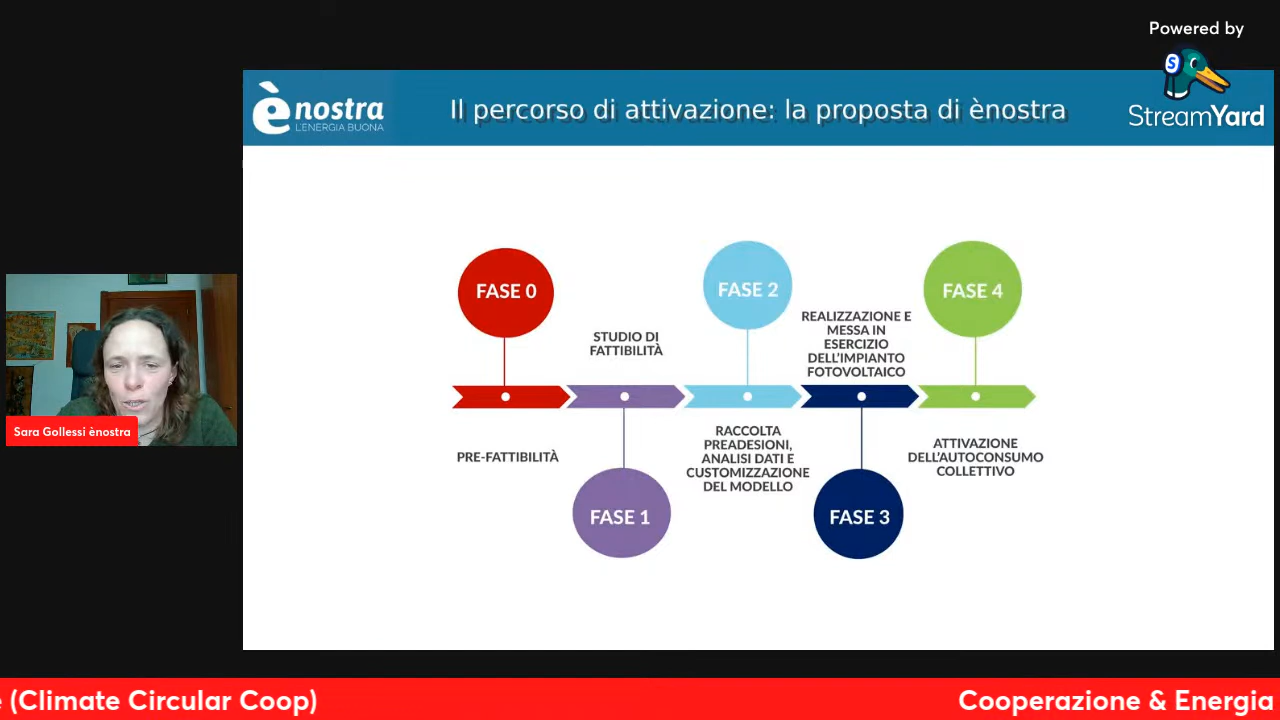 Powered by
S
StreamYard
è nostra
L'ENERGIA BUONA
Il percorso di attivazione: la proposta di ènostra
FASE 0
PRE-FATTIBILITÀ
STUDIO DI
FATTIBILITÀ
FASE 1
FASE 2
RACCOLTA
PREADESIONI,
ANALISI DATI E
CUSTOMIZZAZIONE
DEL MODELLO
REALIZZAZIONE E
MESSA IN
ESERCIZIO
DELL'IMPIANTO
FOTOVOLTAICO
FASE 3
FASE 4
ATTIVAZIONE
DELL'AUTOCONSUMO
COLLETTIVO
Sara Gollessi ènostra
e (Climate Circular Coop)
Cooperazione & Energia